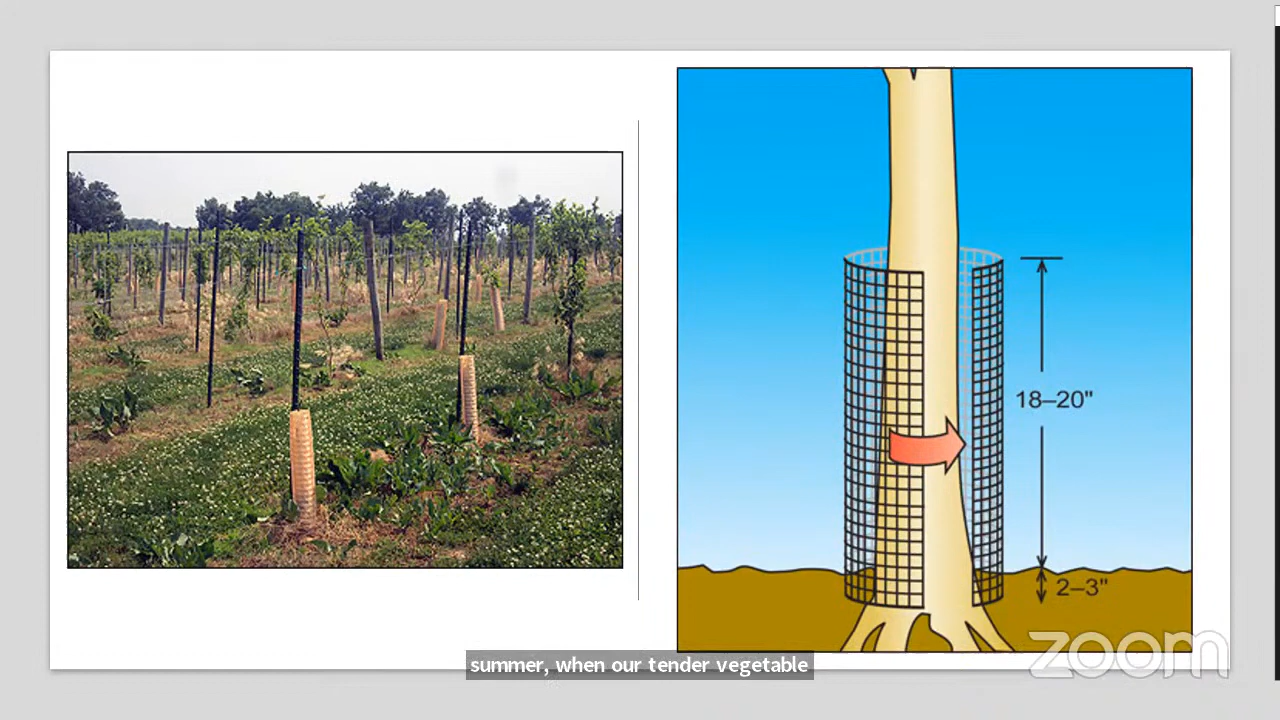 18–20"
2–3"
zoom
summer, when our tender vegetable